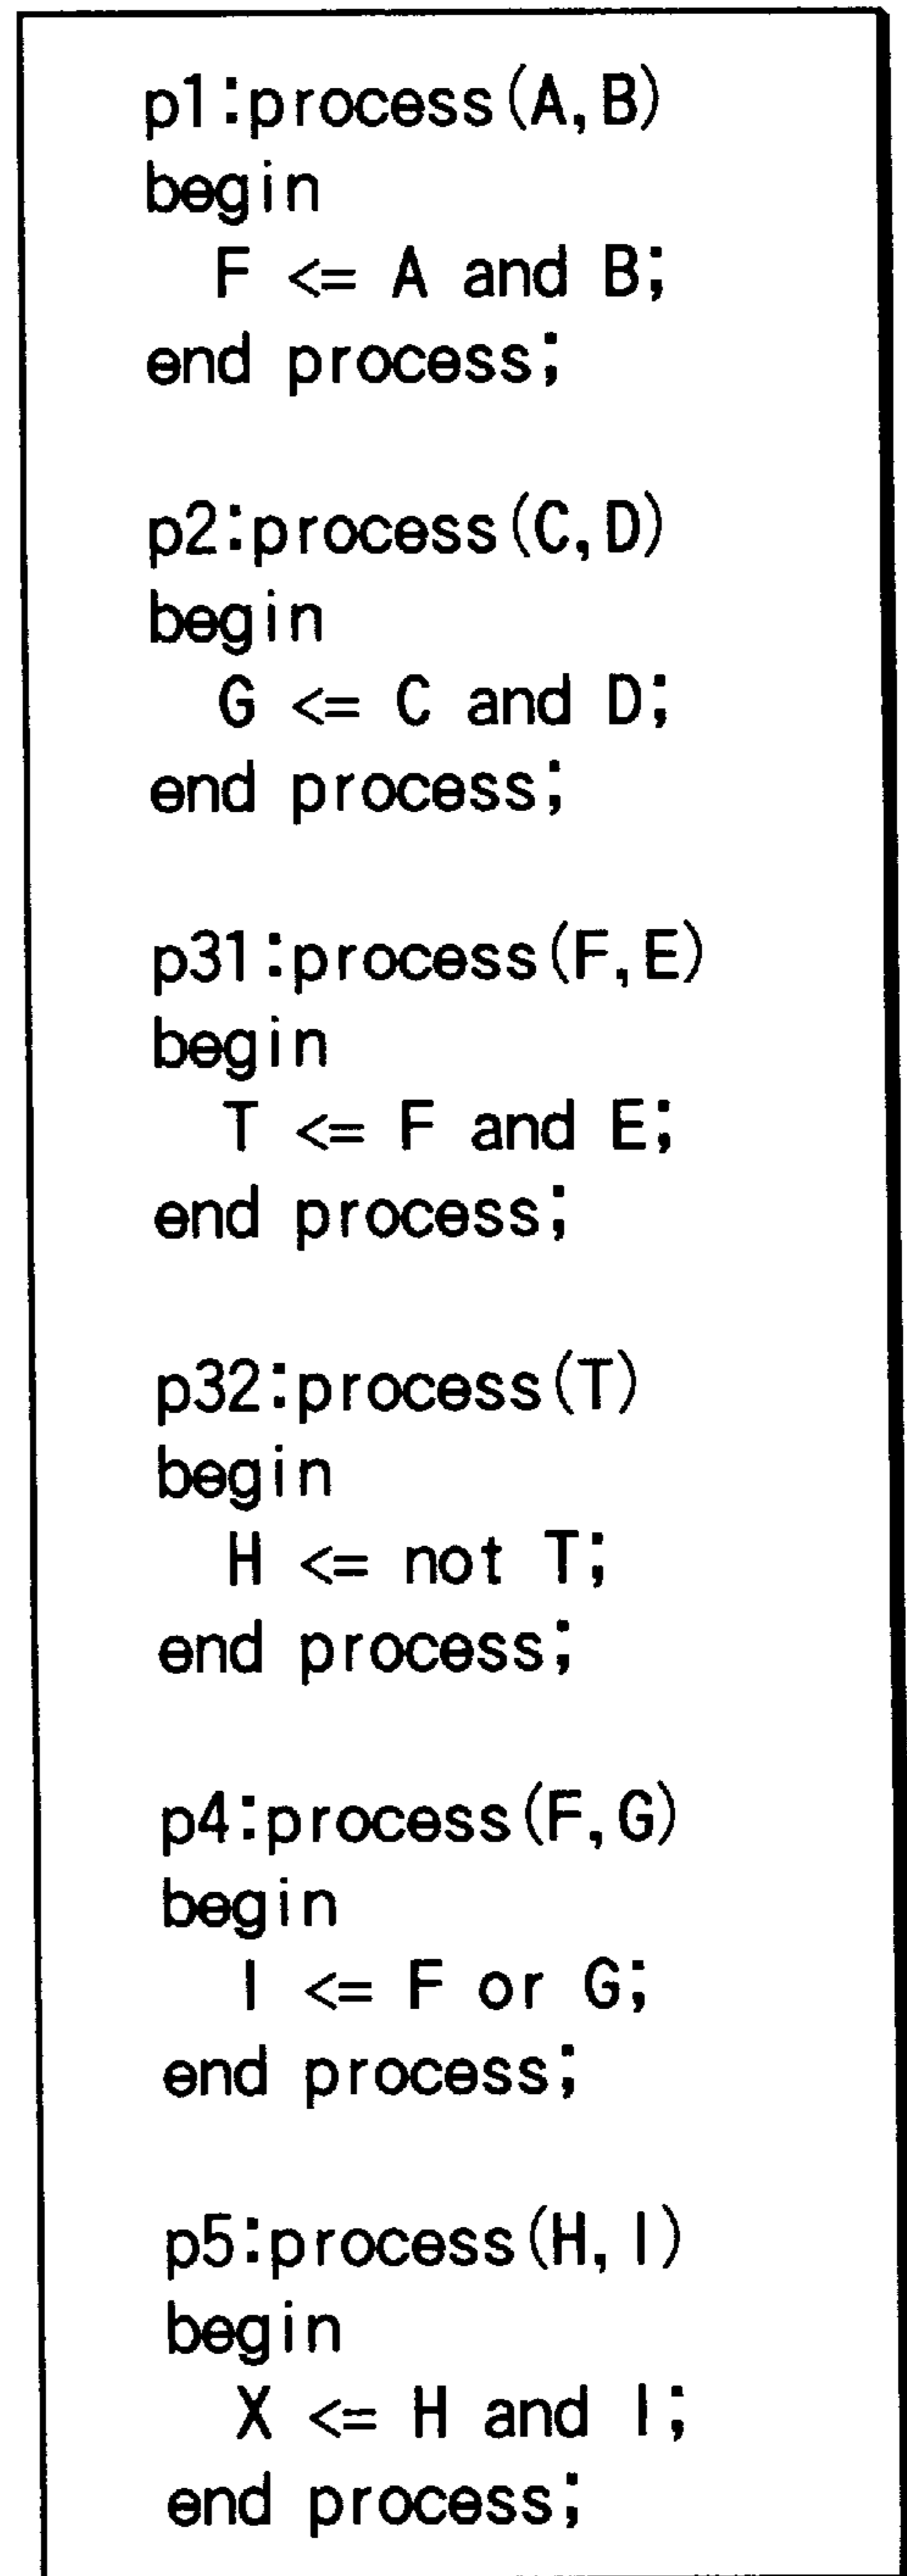 p1:process(A,B)
begin
F <= A and B;
end process;
p2:process(C,D)
begin
G <= C and D;
end process;
p31:process(F,E)
begin
T <= F and E;
end process;
p32:process(T)
begin
H <= not T;
end process;
p4:process(F,G)
begin
I <= F or G;
end process;
p5:process(H,I)
begin
X <= H and I;
end process;